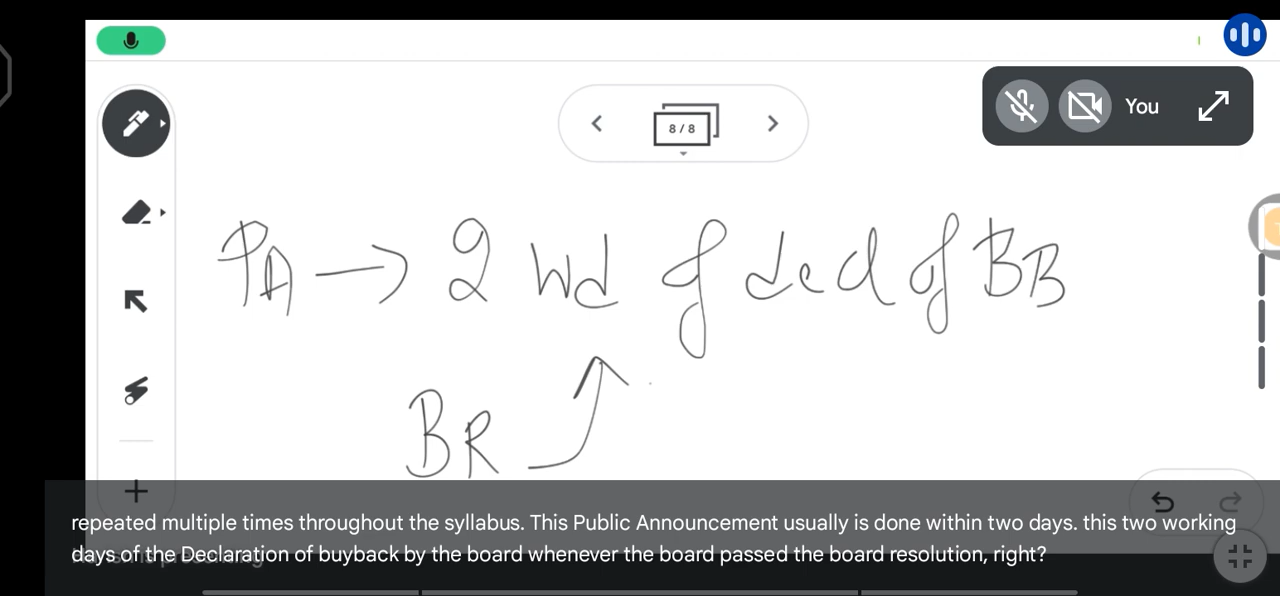 You
8 / 8
PA → 2 Wd of decl of BB
BR
repeated multiple times throughout the syllabus. This Public Announcement usually is done within two days. this two working
days of the Declaration of buyback by the board whenever the board passed the board resolution, right?